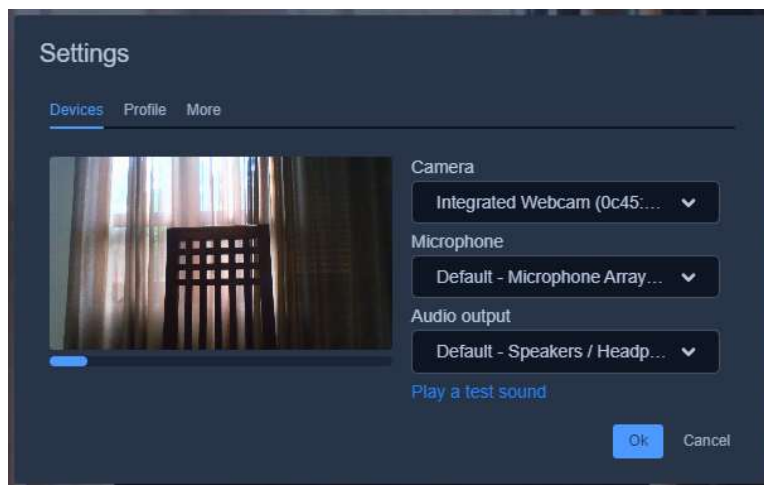 Settings
Devices Profile More
Camera
Integrated Webcam (0c45:...
Microphone
Default - Microphone Array...
Audio output
Default - Speakers / Headp...
Play a test sound
Ok Cancel